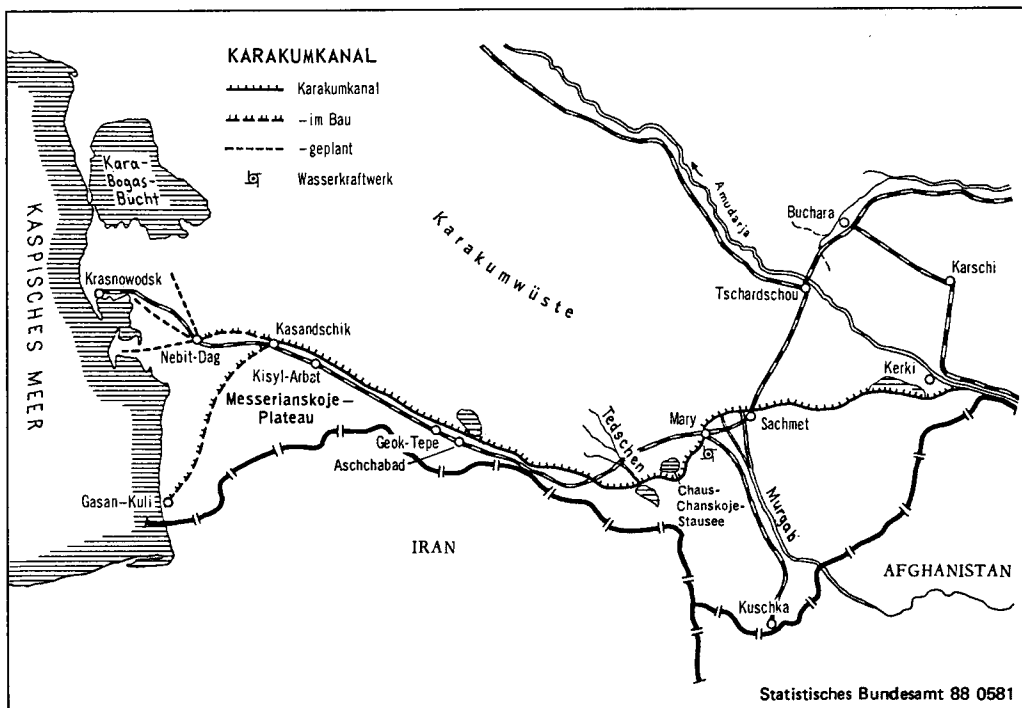 KARAKUMKANAL
Karakumkanal
-im Bau
-geplant
Wasserkraftwerk
Kara-
Bogas-
Bucht
KASPISCHES MEER
Karakumwüste
Amudarja
Buchara
Karschi
Tschardschou
Krasnowodsk
Nebit-Dag
Kasandschik
Kisyl-Arbat
Messerianskoje-
Plateau
Kerki
Sachmet
Mary
Tedschen
Geok-Tepe
Aschchabad
Chaus-
Chanskoje-
Stausee
Murgab
Gasan-Kuli
IRAN
AFGHANISTAN
Kuschka
Statistisches Bundesamt 88 0581